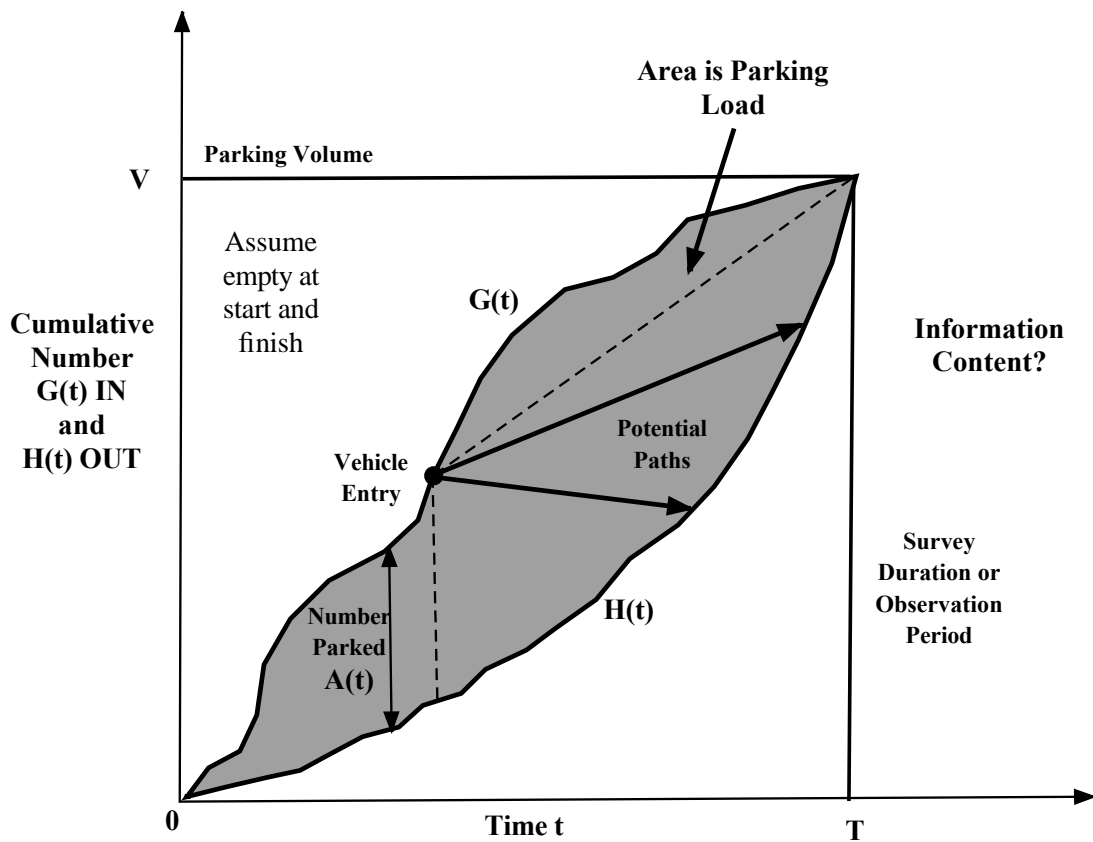 Area is Parking
Load
Parking Volume
V
Assume
empty at
start and
finish
G(t)
Cumulative
Number
G(t) IN
and
H(t) OUT
Information
Content?
Potential
Paths
Vehicle
Entry
Survey
Duration or
Observation
Period
Number
Parked
A(t)
H(t)
0
Time t
T